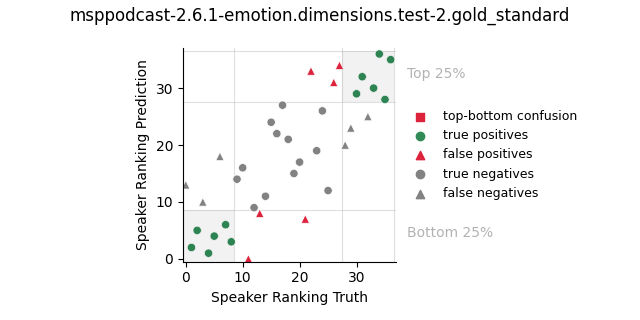 msppodcast-2.6.1-emotion.dimensions.test-2.gold_standard
Speaker Ranking Prediction
30
20
10
0
0
10
20
30
Speaker Ranking Truth
Top 25%
top-bottom confusion
true positives
false positives
true negatives
false negatives
Bottom 25%